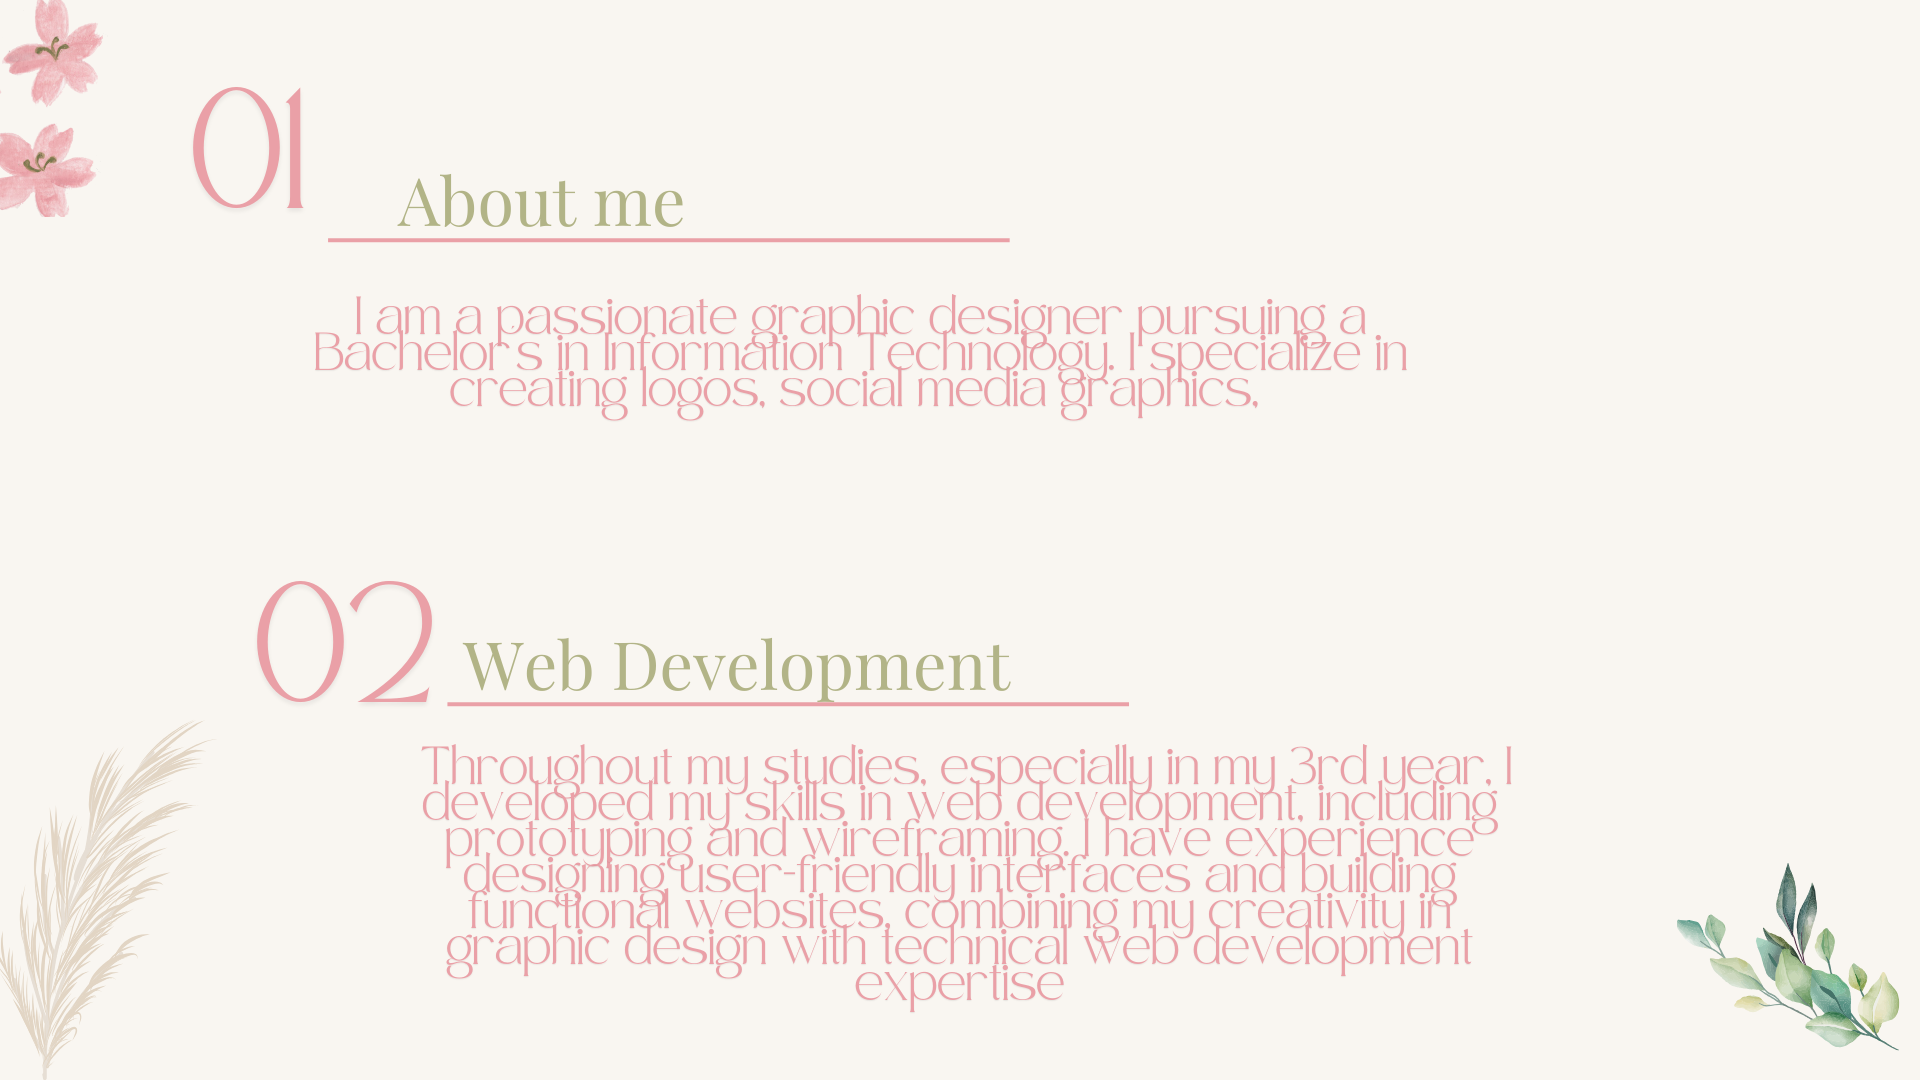 01
About me
I am a passionate graphic designer pursuing a
Bachelor's in Information Technology. I specialize in
creating logos, social media graphics,
02
Web Development
Throughout my studies, especially in my 3rd year, I
developed my skills in web development, including
prototyping and wireframing. I have experience
designing user-friendly interfaces and building
functional websites, combining my creativity in
graphic design with technical web development
expertise